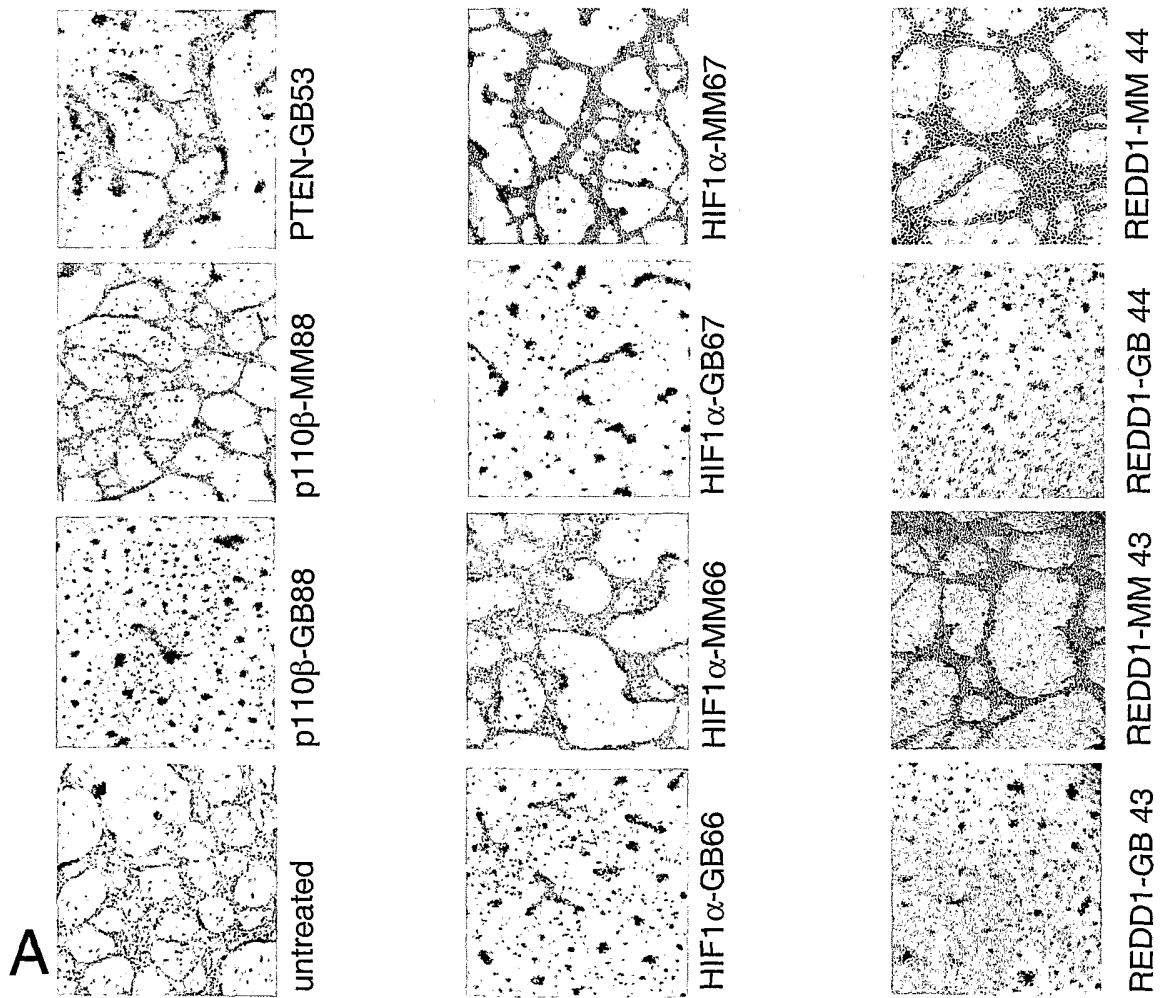 A
untreated
p110β-GB88
p110β-MM88
PTEN-GB53
HIF1α-GB66
HIF1α-MM66
HIF1α-GB67
HIF1α-MM67
REDD1-GB 43
REDD1-MM 43
REDD1-GB 44
REDD1-MM 44